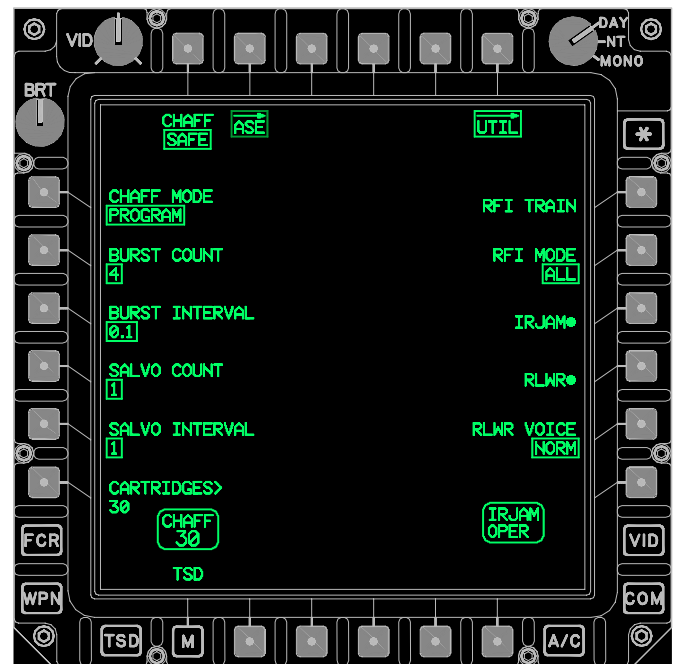 DAY
VID
NT
MONO
BRT
CHAFF
SAFE
ASE
UTIL
*
CHAFF MODE
PROGRAM
RFI TRAIN
BURST COUNT
4
RFI MODE
ALL
BURST INTERVAL
0.1
IRJAM
SALVO COUNT
1
RLWR
SALVO INTERVAL
1
RLWR VOICE
NORM
CARTRIDGES>
30
CHAFF
30
IRJAM
OPER
FCR
VID
TSD
WPN
COM
TSD
M
A/C